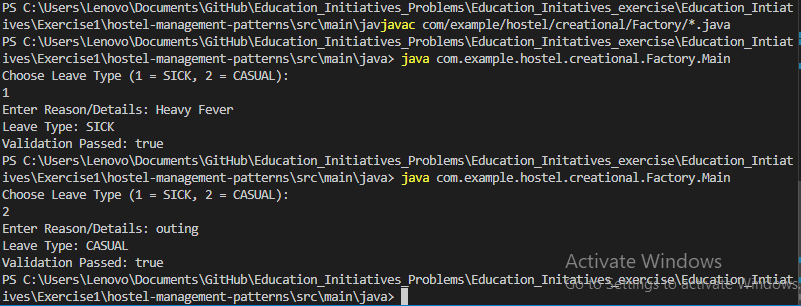 PS C:\Users\Lenovo\Documents\GitHub\Education_Initiatives_Problems\Education_Initatives_exercise\Education_Intiat
ives\Exercise1\hostel-management-patterns\src\main\javjavac com/example/hostel/creational/Factory/*.java
PS C:\Users\Lenovo\Documents\GitHub\Education_Initiatives_Problems\Education_Initatives_exercise\Education_Intiat
ives\Exercise1\hostel-management-patterns\src\main\java> java com.example.hostel.creational.Factory.Main
Choose Leave Type (1 = SICK, 2 = CASUAL):
1
Enter Reason/Details: Heavy Fever
Leave Type: SICK
Validation Passed: true
PS C:\Users\Lenovo\Documents\GitHub\Education_Initiatives_Problems\Education_Initatives_exercise\Education_Intiat
ives\Exercise1\hostel-management-patterns\src\main\java> java com.example.hostel.creational.Factory.Main
Choose Leave Type (1 = SICK, 2 = CASUAL):
2
Enter Reason/Details: outing
Leave Type: CASUAL
Validation Passed: true
PS C:\Users\Lenovo\Documents\GitHub\Education_Initiatives_Problems\Education_Initatives_exercise\Education_Intiat
ives\Exercise1\hostel-management-patterns\src\main\java>
Activate Windows
Go to Settings to activate Windows.